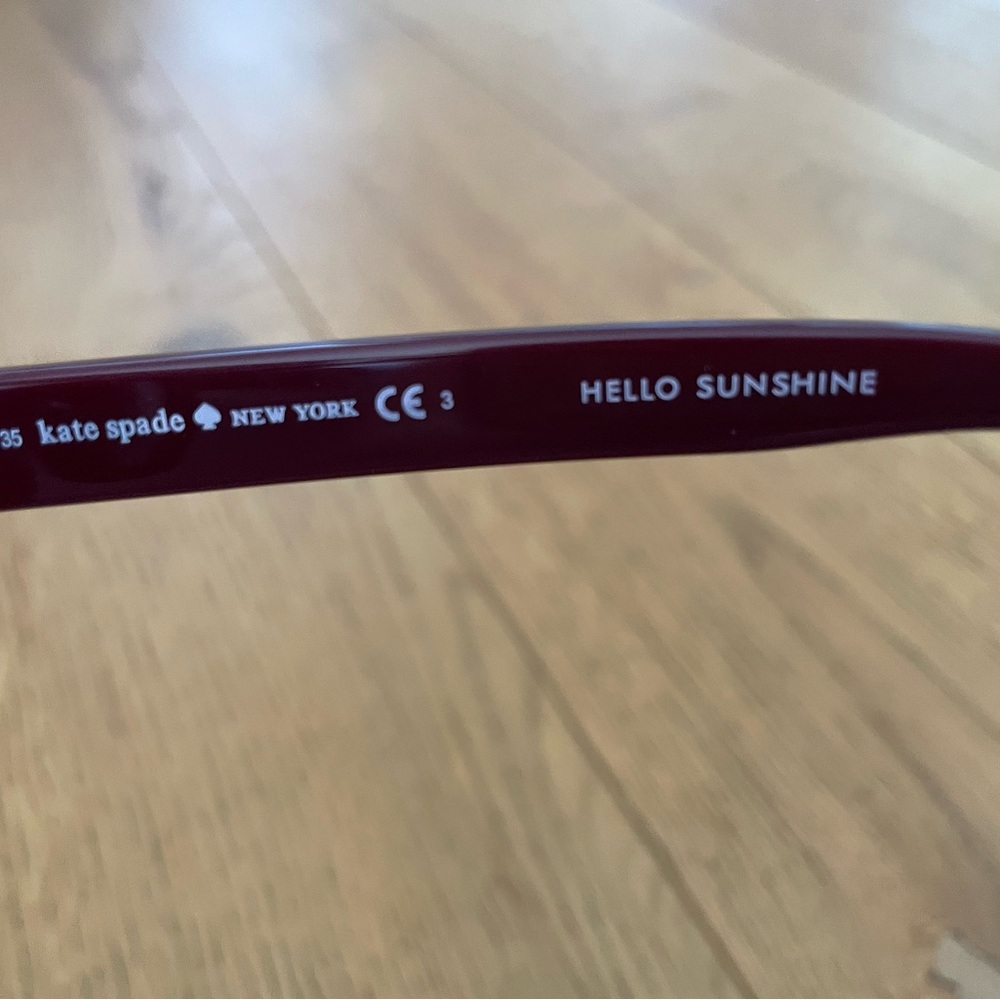 35 kate spade ♠ NEW YORK CE 3 HELLO SUNSHINE